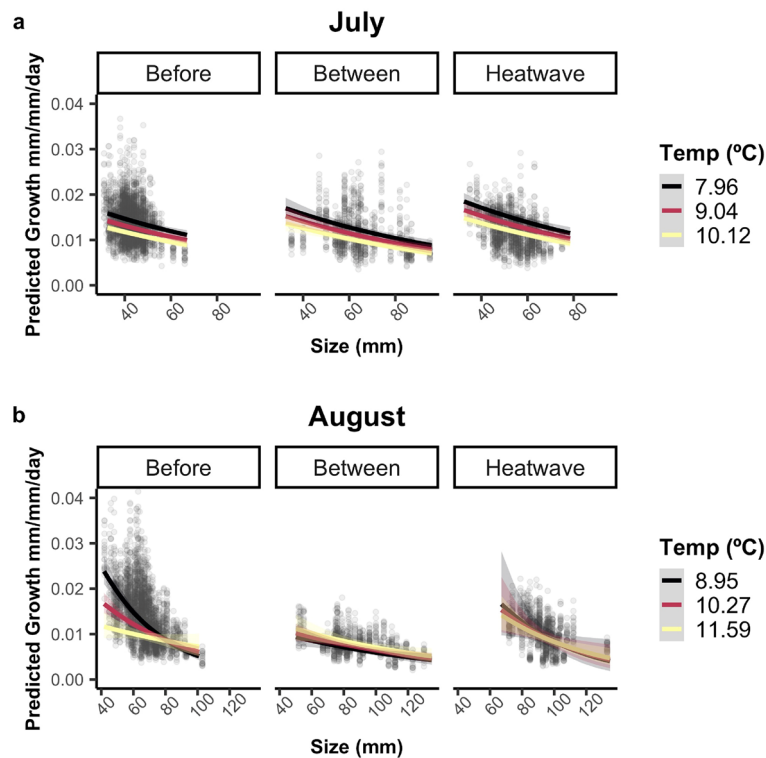 a
July
Before Between Heatwave
Predicted Growth mm/mm/day
0.04
0.03
0.02
0.01
0.00
40 60 80 40 60 80 40 60 80
Size (mm)
Temp (ºC)
7.96
9.04
10.12
b
August
Before Between Heatwave
Predicted Growth mm/mm/day
0.04
0.03
0.02
0.01
0.00
40 60 80 100 120 40 60 80 100 120 40 60 80 100 120
Size (mm)
Temp (ºC)
8.95
10.27
11.59